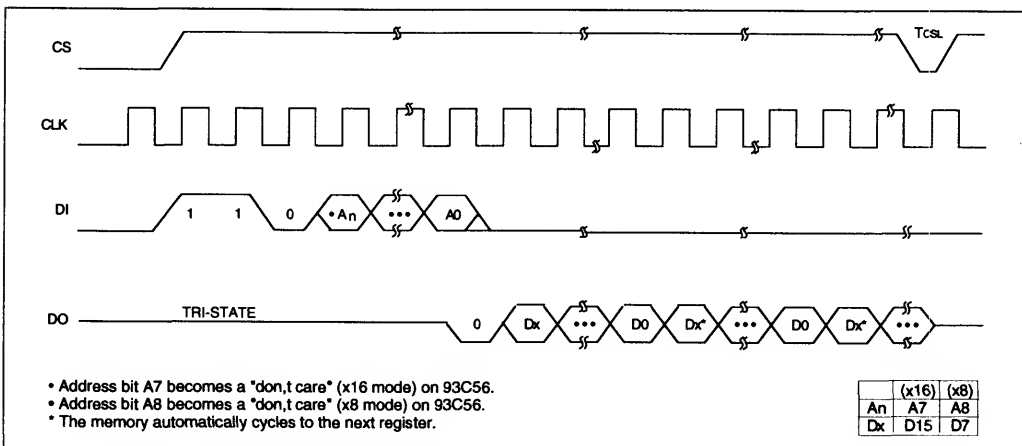 CS
TCSL
CLK
DI
1 1 0 •An ••• A0
DO
TRI-STATE
0 Dx ••• D0 Dx* ••• D0 Dx* •••
• Address bit A7 becomes a "don,t care" (x16 mode) on 93C56.
• Address bit A8 becomes a "don,t care" (x8 mode) on 93C56.
* The memory automatically cycles to the next register.
(x16) (x8)
An A7 A8
Dx D15 D7